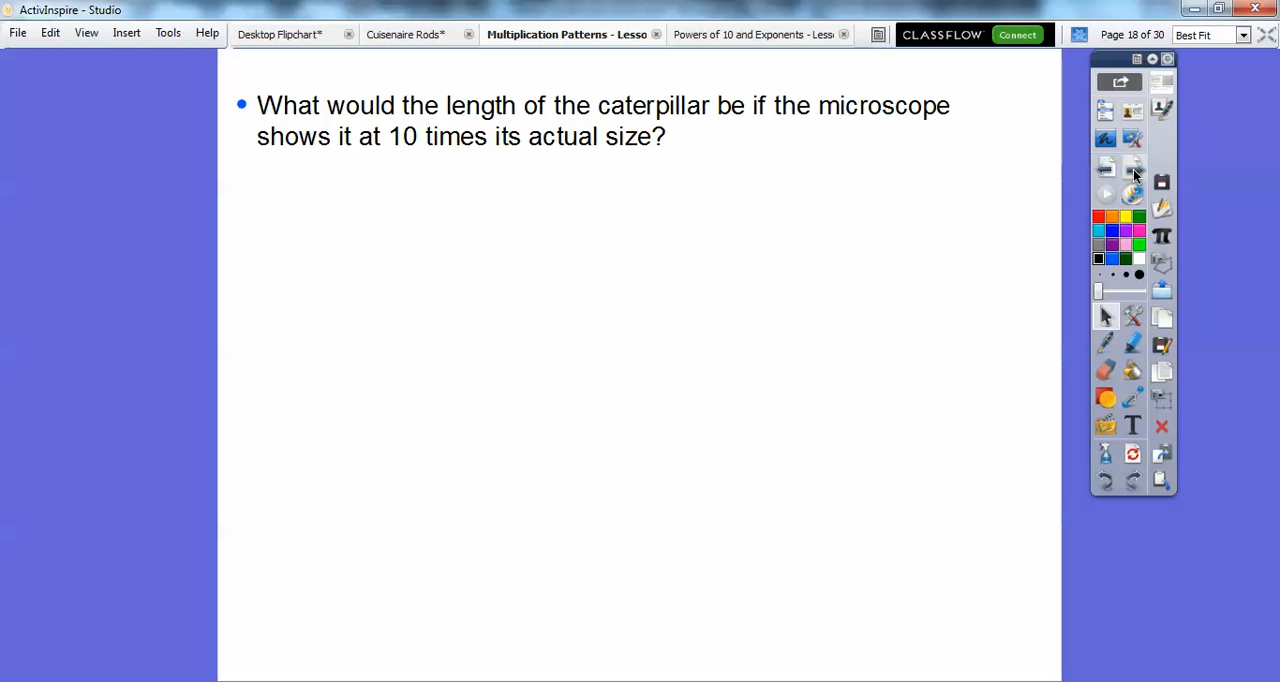 ActivInspire - Studio
File Edit View Insert Tools Help Desktop Flipchart* Cuisenaire Rods* Multiplication Patterns - Lesso Powers of 10 and Exponents - Less CLASSFLOW Connect Page 18 of 30 Best Fit
• What would the length of the caterpillar be if the microscope
shows it at 10 times its actual size?